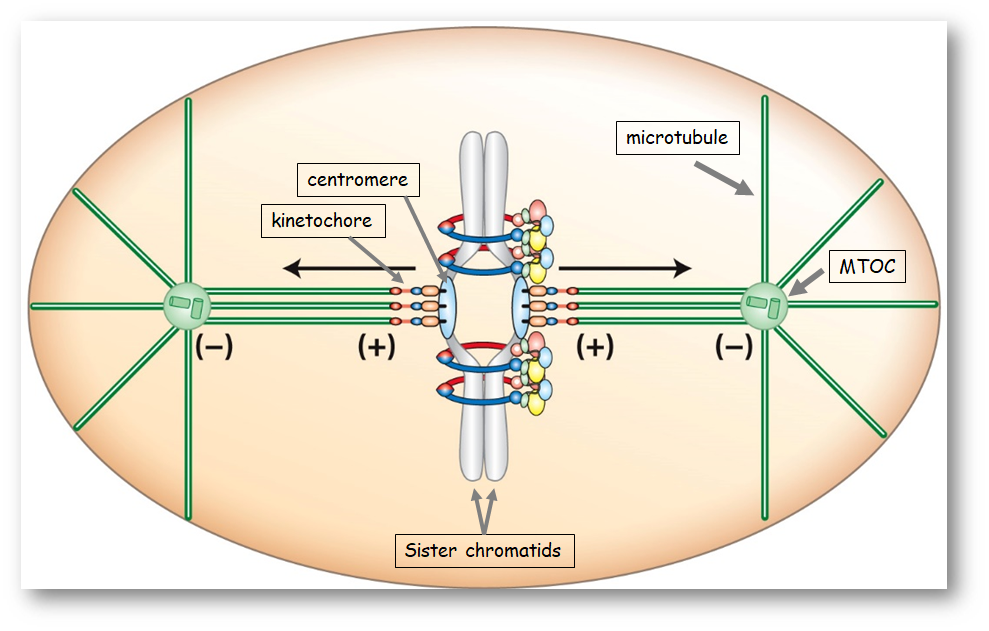 microtubule
centromere
kinetochore
MTOC
(−) (+) (+) (−)
Sister chromatids